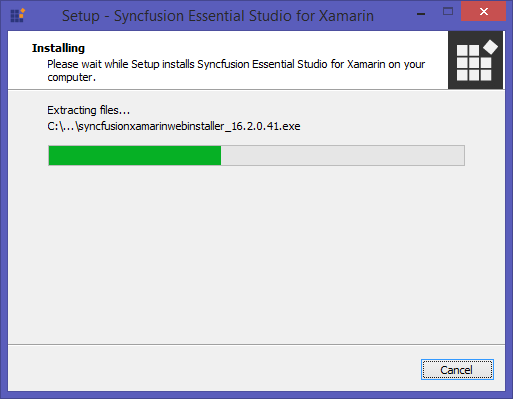 Setup - Syncfusion Essential Studio for Xamarin
Installing
Please wait while Setup installs Syncfusion Essential Studio for Xamarin on your
computer.
Extracting files...
C:\...\syncfusionxamarinwebinstaller_16.2.0.41.exe
Cancel